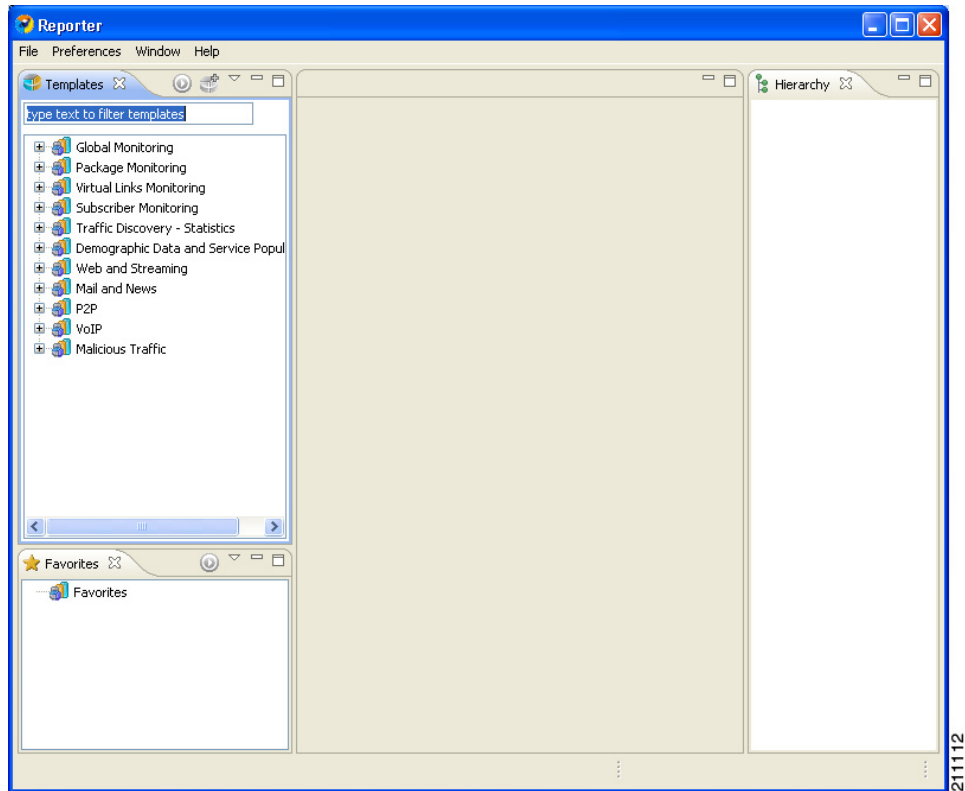 Reporter
File Preferences Window Help
Templates
type text to filter templates
Global Monitoring
Package Monitoring
Virtual Links Monitoring
Subscriber Monitoring
Traffic Discovery - Statistics
Demographic Data and Service Popul
Web and Streaming
Mail and News
P2P
VoIP
Malicious Traffic
Favorites
Favorites
Hierarchy
211112